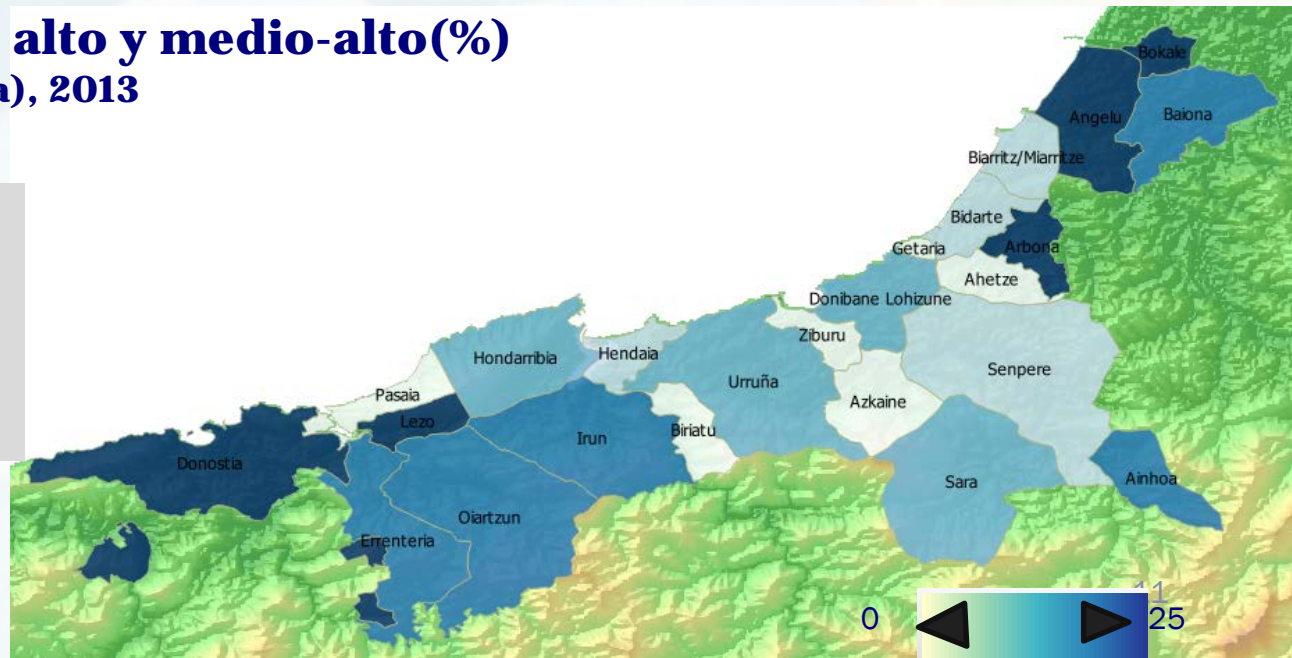 alto y medio-alto(%)
a), 2013
Bokale
Angelu
Baiona
Biarritz/Miarritze
Bidarte
Getaria
Arbona
Ahetze
Donibane Lohizune
Ziburu
Hondarribia
Hendaia
Urruña
Senpere
Pasaia
Azkaine
Lezo
Irun
Biriatu
Donostia
Sara
Ainhoa
Oiartzun
Errenteria
11
0
25